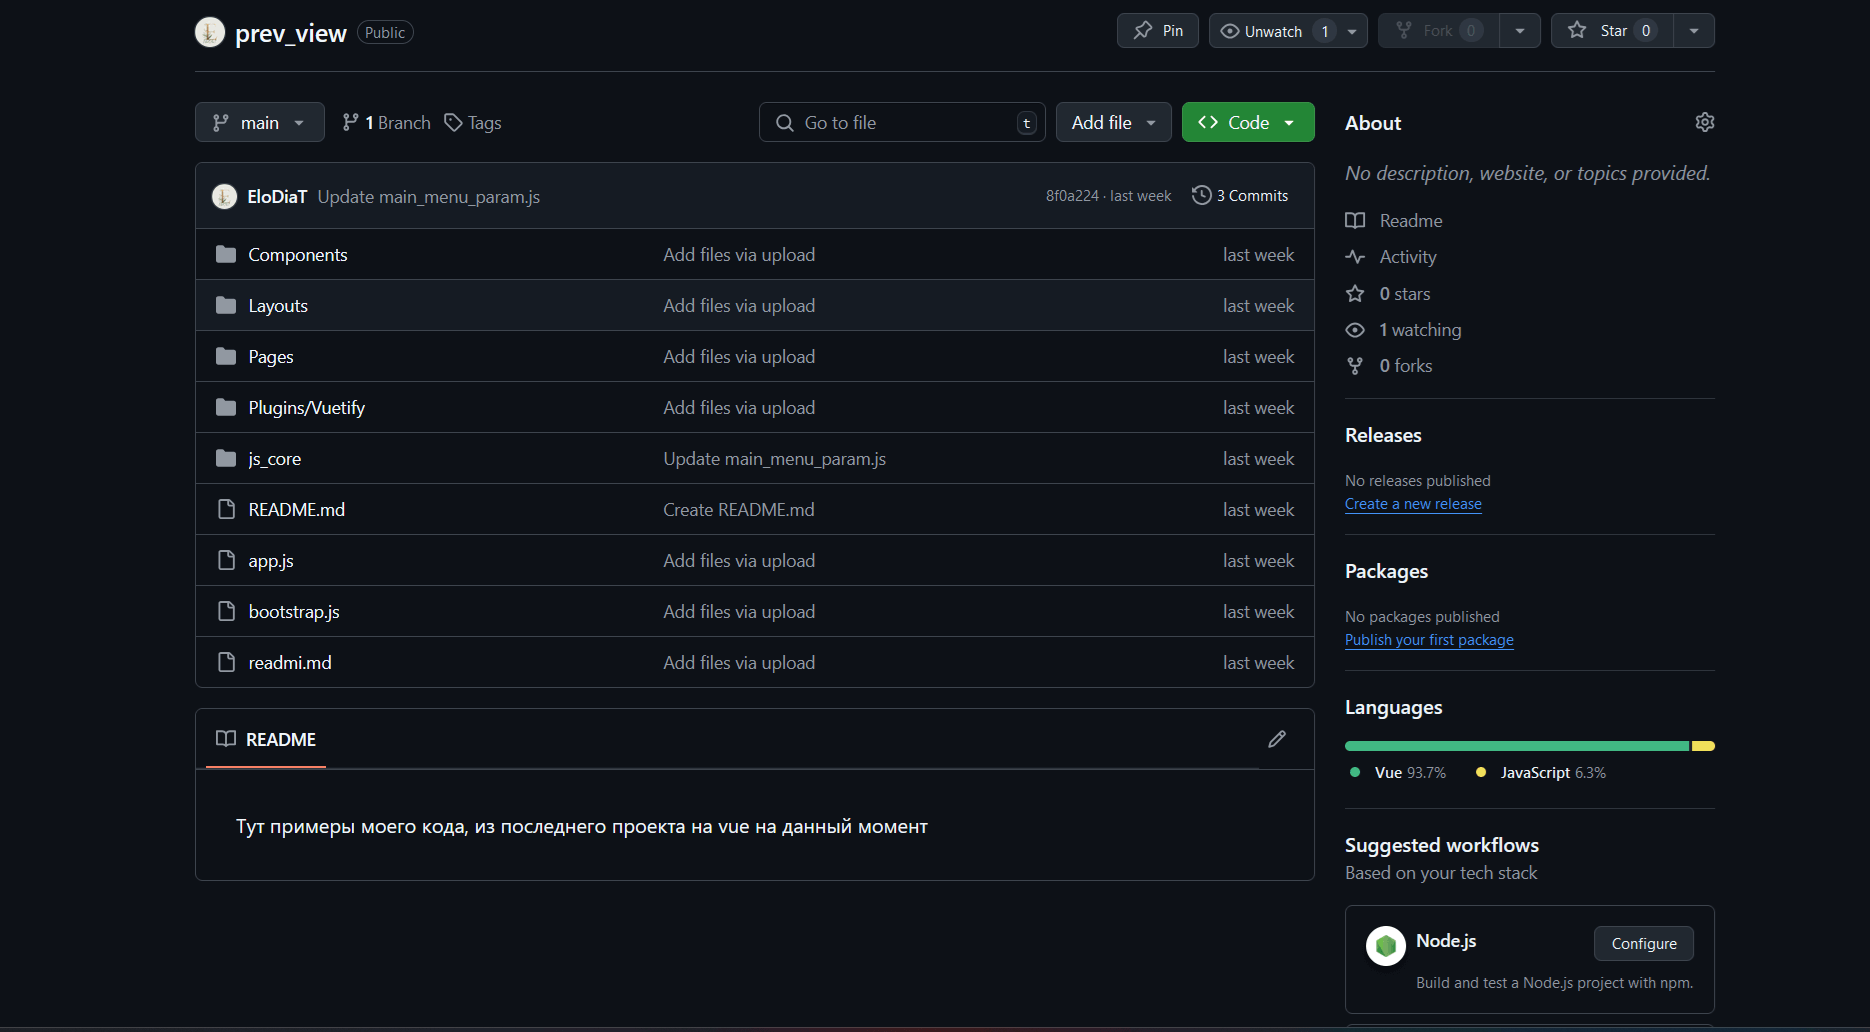 prev_view Public
Pin
Unwatch 1
Fork 0
Star 0
main
1 Branch
Tags
Go to file t
Add file
Code
EloDiaT Update main_menu_param.js 8f0a224 · last week 3 Commits
Components Add files via upload last week
Layouts Add files via upload last week
Pages Add files via upload last week
Plugins/Vuetify Add files via upload last week
js_core Update main_menu_param.js last week
README.md Create README.md last week
app.js Add files via upload last week
bootstrap.js Add files via upload last week
readmi.md Add files via upload last week
README
Тут примеры моего кода, из последнего проекта на vue на данный момент
About
No description, website, or topics provided.
Readme
Activity
0 stars
1 watching
0 forks
Releases
No releases published
Create a new release
Packages
No packages published
Publish your first package
Languages
Vue 93.7% JavaScript 6.3%
Suggested workflows
Based on your tech stack
Node.js
Configure
Build and test a Node.js project with npm.